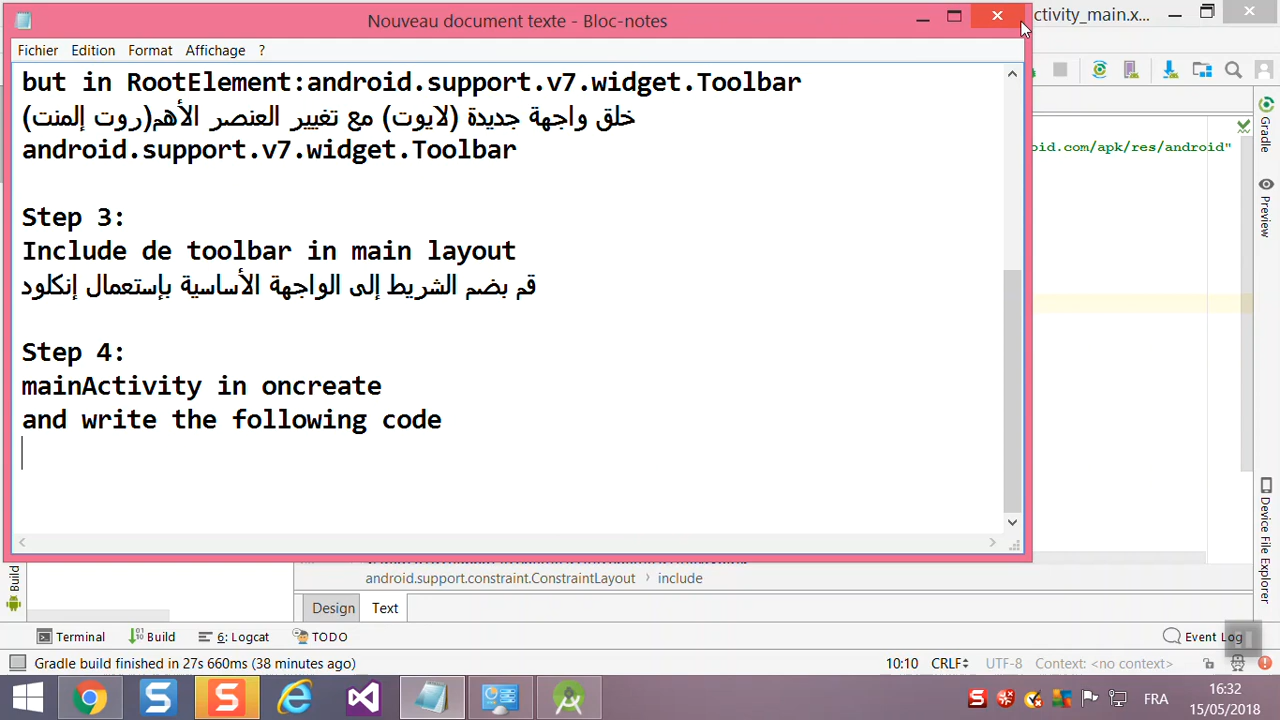 Nouveau document texte - Bloc-notes
ctivity_main.x...
Fichier Edition Format Affichage ?
but in RootElement:android.support.v7.widget.Toolbar
خلق واجهة جديدة (لايوت) مع تغيير العنصر الأهم(روت إلمنت)
android.support.v7.widget.Toolbar
oid.com/apk/res/android"
Step 3:
Include de toolbar in main layout
قم بضم الشريط إلى الواجهة الأساسية بإستعمال إنكلود
Step 4:
mainActivity in oncreate
and write the following code
Gradle
Preview
Device File Explorer
Build
android.support.constraint.ConstraintLayout › include
Design Text
Terminal Build 6: Logcat TODO Event Log
Gradle build finished in 27s 660ms (38 minutes ago) 10:10 CRLF UTF-8 Context: <no context>
FRA 16:32
15/05/2018